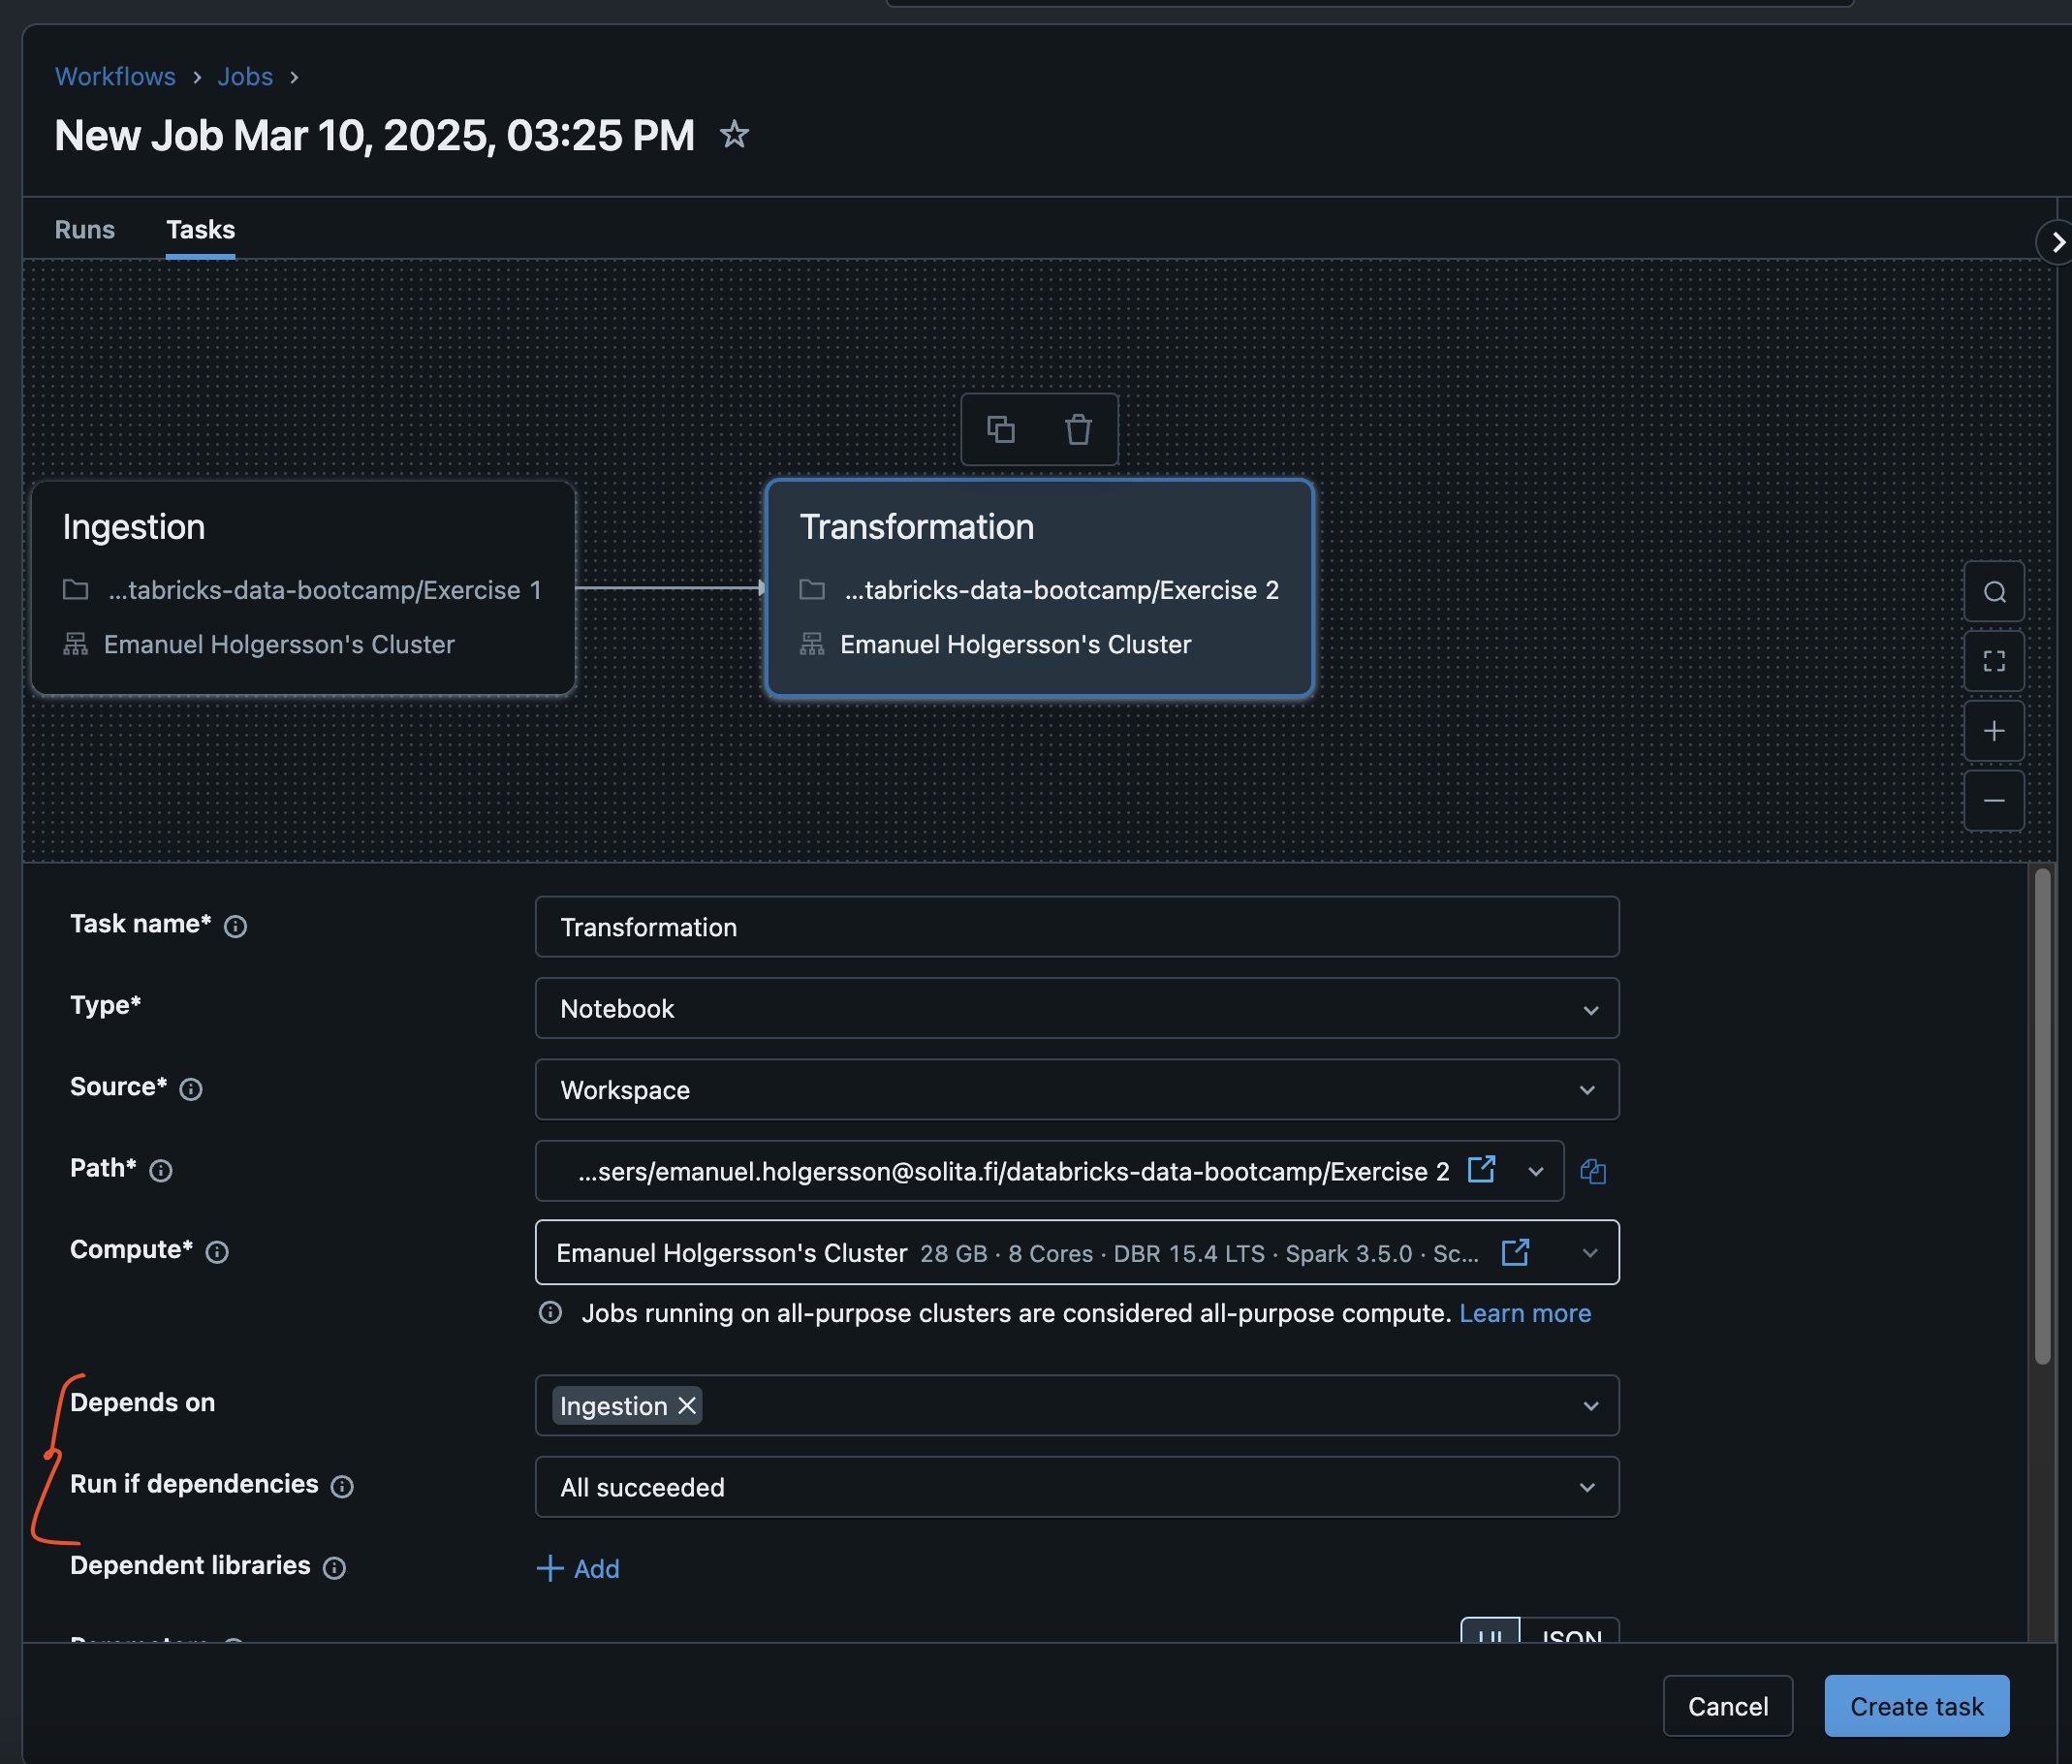 Workflows › Jobs ›
New Job Mar 10, 2025, 03:25 PM
Runs Tasks
Ingestion
...tabricks-data-bootcamp/Exercise 1
Emanuel Holgersson's Cluster
Transformation
...tabricks-data-bootcamp/Exercise 2
Emanuel Holgersson's Cluster
Task name* Transformation
Type* Notebook
Source* Workspace
Path* ...sers/emanuel.holgersson@solita.fi/databricks-data-bootcamp/Exercise 2
Compute* Emanuel Holgersson's Cluster 28 GB · 8 Cores · DBR 15.4 LTS · Spark 3.5.0 · Sc...
Jobs running on all-purpose clusters are considered all-purpose compute. Learn more
Depends on Ingestion
Run if dependencies All succeeded
Dependent libraries + Add
Parameters UI JSON
Cancel Create task